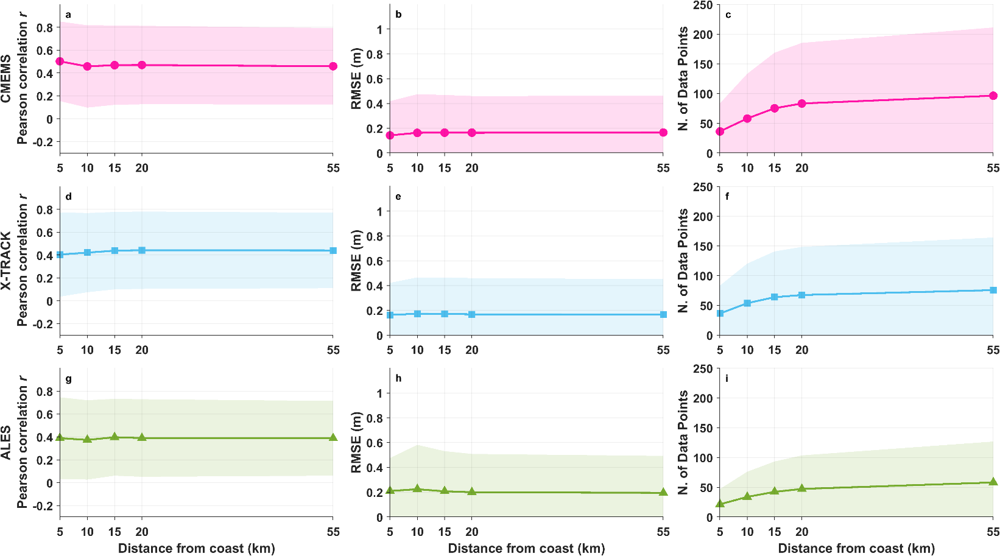 a
CMEMS
Pearson correlation r
0.8
0.6
0.4
0.2
0
-0.2
5 10 15 20 55
b
RMSE (m)
1
0.8
0.6
0.4
0.2
0
5 10 15 20 55
c
N. of Data Points
250
200
150
100
50
0
5 10 15 20 55
d
X-TRACK
Pearson correlation r
0.8
0.6
0.4
0.2
0
-0.2
5 10 15 20 55
e
RMSE (m)
1
0.8
0.6
0.4
0.2
0
5 10 15 20 55
f
N. of Data Points
250
200
150
100
50
0
5 10 15 20 55
g
ALES
Pearson correlation r
0.8
0.6
0.4
0.2
0
-0.2
5 10 15 20 55
Distance from coast (km)
h
RMSE (m)
1
0.8
0.6
0.4
0.2
0
5 10 15 20 55
Distance from coast (km)
i
N. of Data Points
250
200
150
100
50
0
5 10 15 20 55
Distance from coast (km)